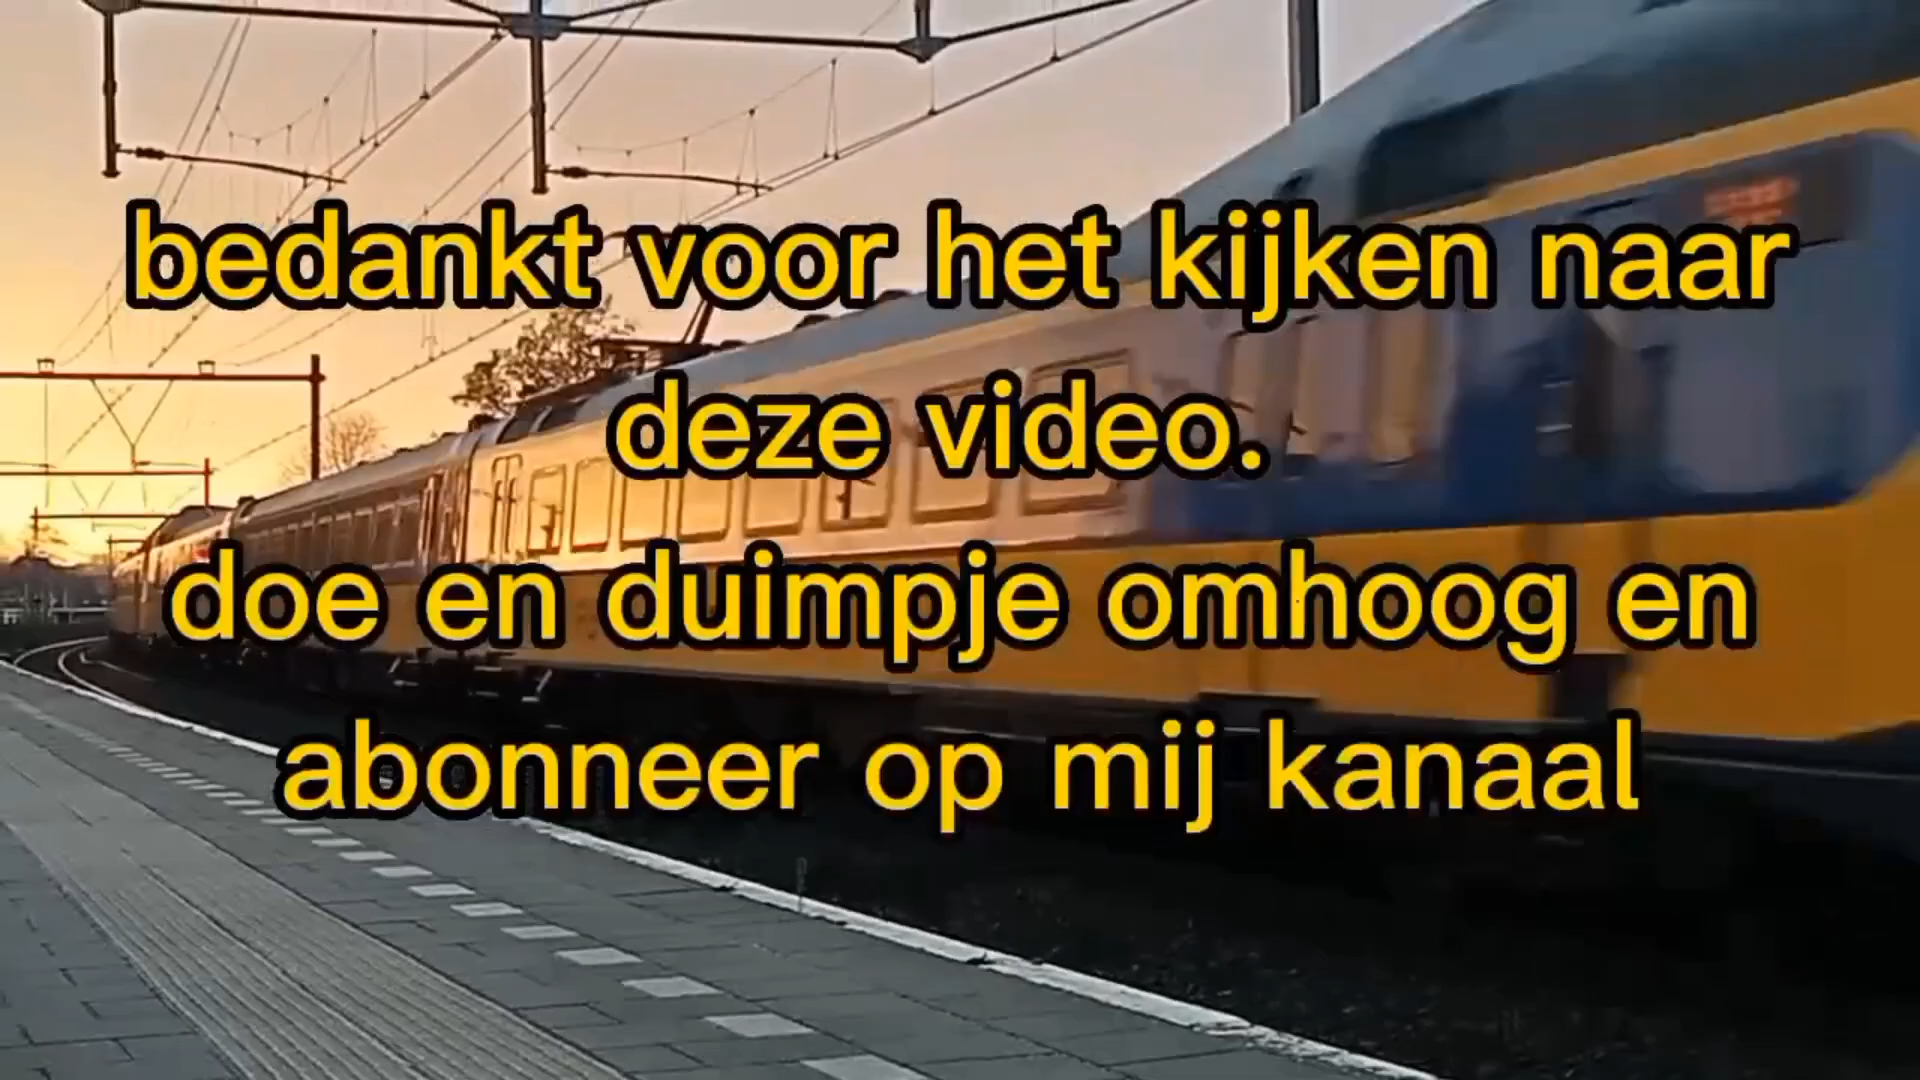 bedankt voor het kijken naar
deze video.
doe en duimpje omhoog en
abonneer op mij kanaal